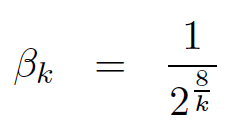 β_k = 1 / 2^{8/k}